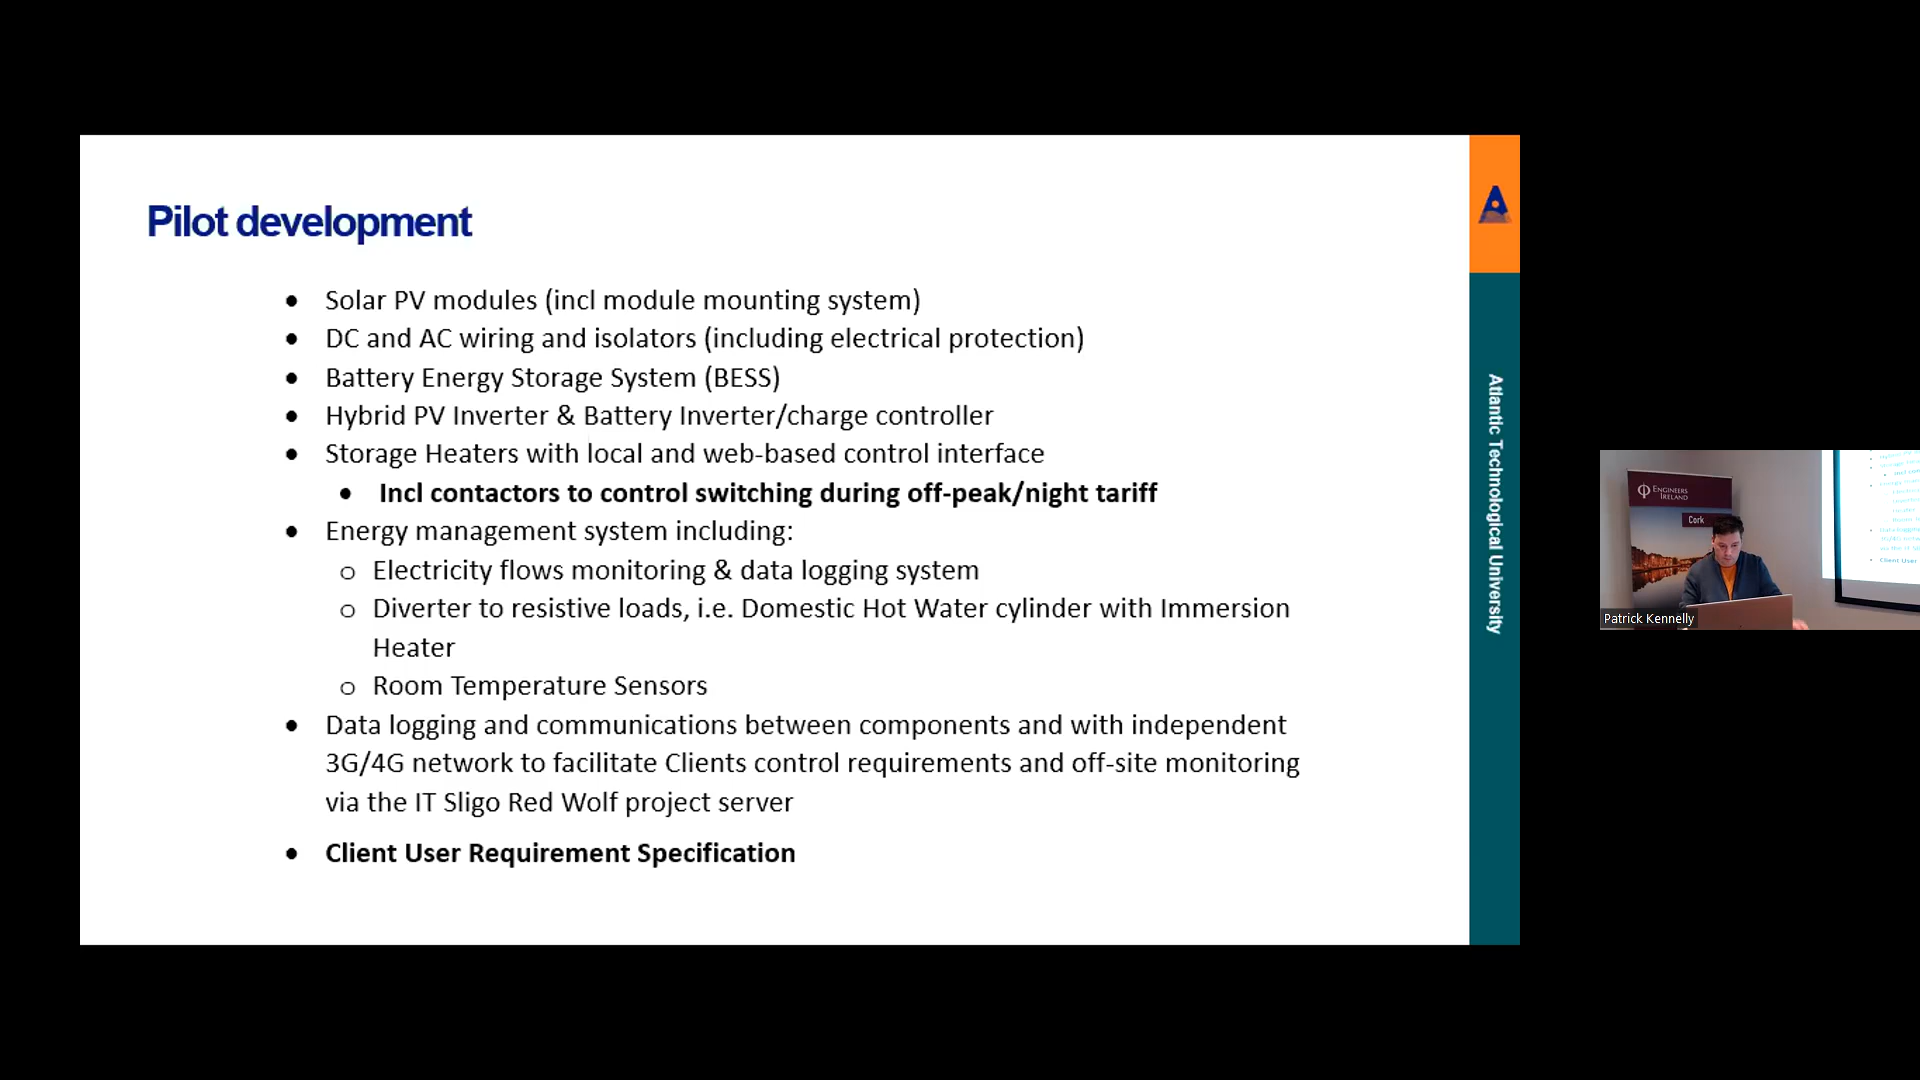 Pilot development
• Solar PV modules (incl module mounting system)
• DC and AC wiring and isolators (including electrical protection)
• Battery Energy Storage System (BESS)
• Hybrid PV Inverter & Battery Inverter/charge controller
• Storage Heaters with local and web-based control interface
• Incl contactors to control switching during off-peak/night tariff
• Energy management system including:
o Electricity flows monitoring & data logging system
o Diverter to resistive loads, i.e. Domestic Hot Water cylinder with Immersion
Heater
o Room Temperature Sensors
• Data logging and communications between components and with independent
3G/4G network to facilitate Clients control requirements and off-site monitoring
via the IT Sligo Red Wolf project server
• Client User Requirement Specification
Atlantic Technological University
ENGINEERS
IRELAND
Cork
Client User
Patrick Kennelly